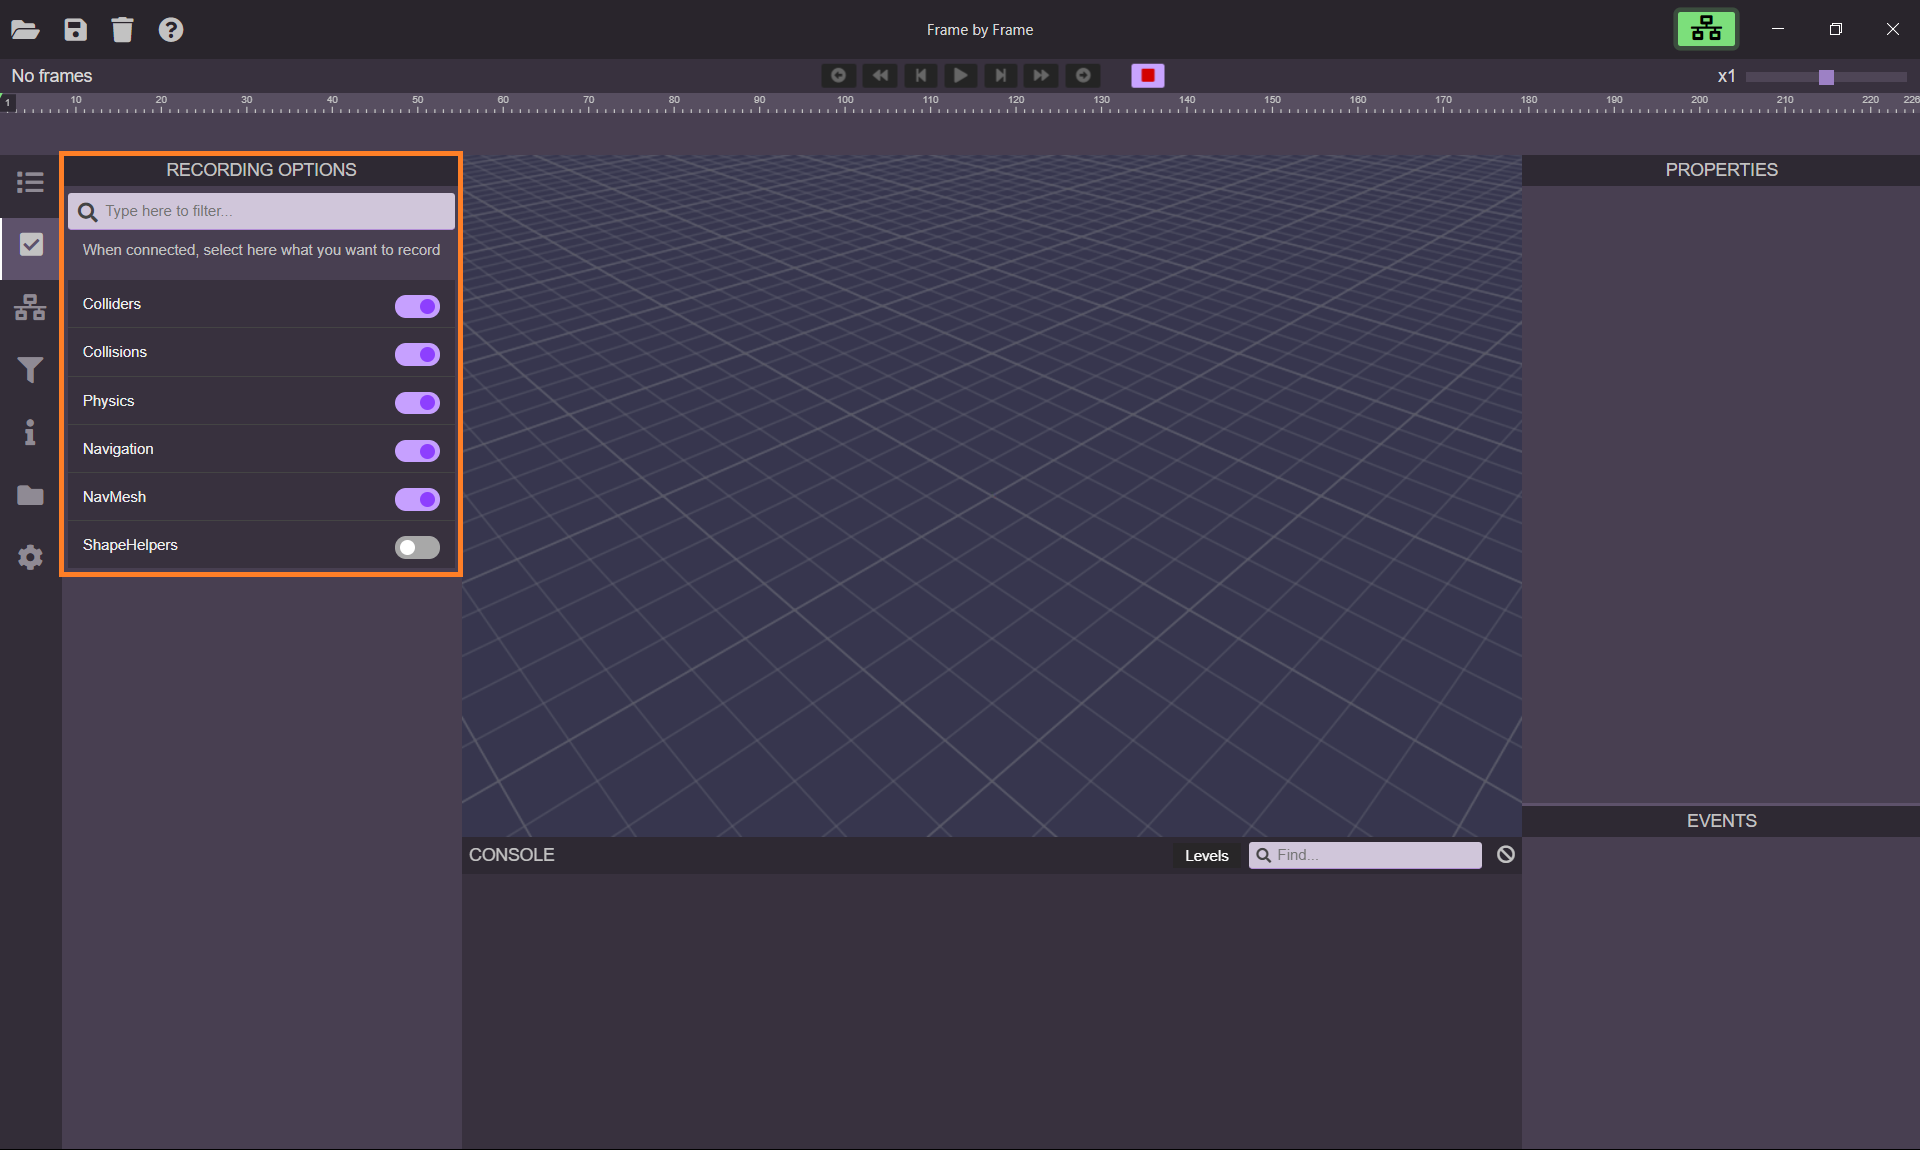 Frame by Frame
No frames
x1
1 10 20 30 40 50 60 70 80 90 100 110 120 130 140 150 160 170 180 190 200 210 220 226
RECORDING OPTIONS
Type here to filter...
When connected, select here what you want to record
Colliders
Collisions
Physics
Navigation
NavMesh
ShapeHelpers
PROPERTIES
EVENTS
CONSOLE
Levels
Find...